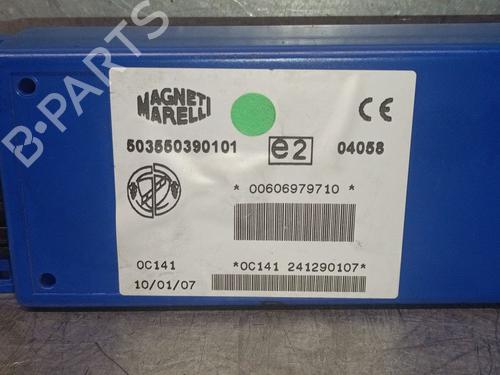 B-PARTS
MAGNETI
MARELLI
CE
503550390101 e2 04058
* 00606979710 *
0C141 *0C141 241290107*
10/01/07